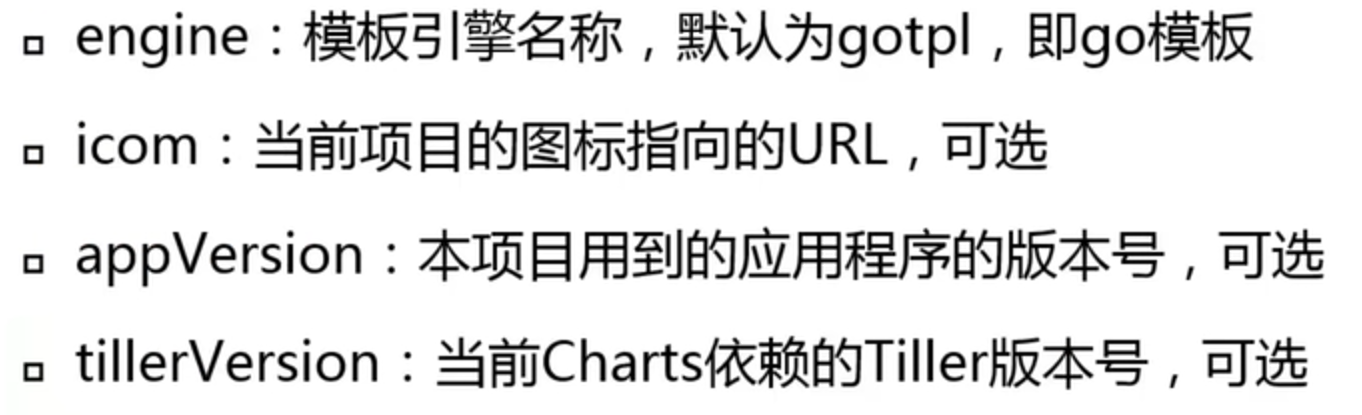 engine：模板引擎名称，默认为gotpl，即go模板
icom：当前项目的图标指向的URL，可选
appVersion：本项目用到的应用程序的版本号，可选
tillerVersion：当前Charts依赖的Tiller版本号，可选